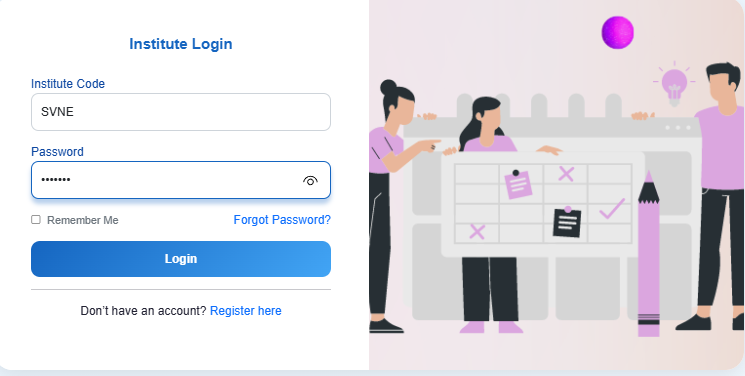 Institute Login
Institute Code
SVNE
Password
•••••••
Remember Me
Forgot Password?
Login
Don't have an account? Register here